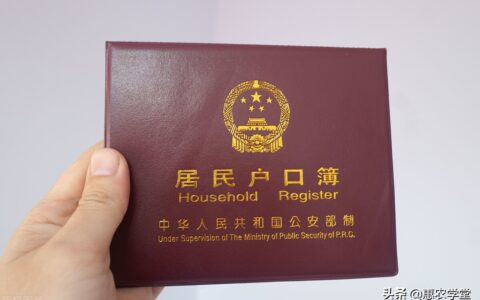 居民户口簿
Household Register
中华人民共和国公安部制
Under Supervision of The Ministry of Public Security of P.R.C.
头条 @惠农学堂